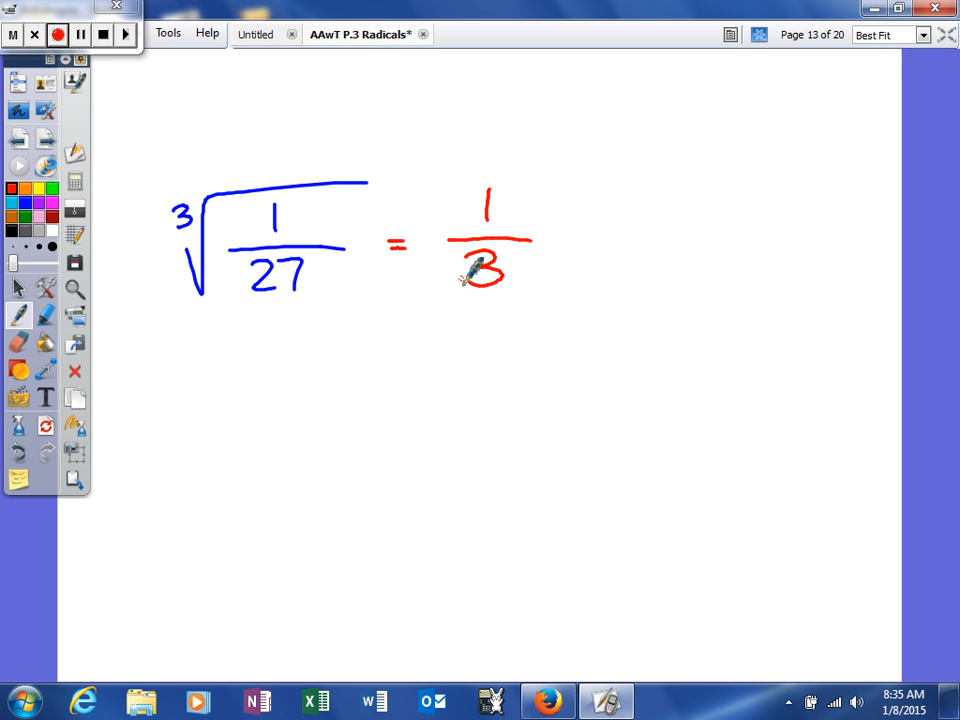 M
Tools Help Untitled AAwT P.3 Radicals* Page 13 of 20 Best Fit
T
3 1 1
=
27 3
8:35 AM
1/8/2015